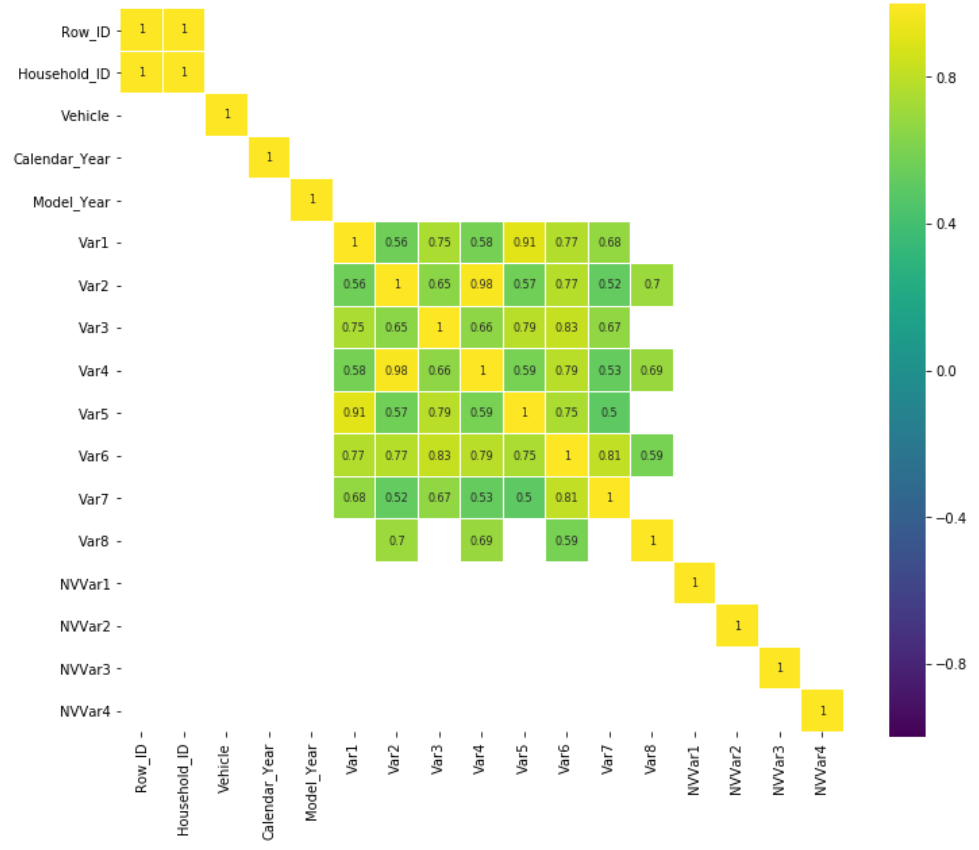 Row_ID 1 1
Household_ID 1 1
Vehicle 1
Calendar_Year 1
Model_Year 1
Var1 1 0.56 0.75 0.58 0.91 0.77 0.68
Var2 0.56 1 0.65 0.98 0.57 0.77 0.52 0.7
Var3 0.75 0.65 1 0.66 0.79 0.83 0.67
Var4 0.58 0.98 0.66 1 0.59 0.79 0.53 0.69
Var5 0.91 0.57 0.79 0.59 1 0.75 0.5
Var6 0.77 0.77 0.83 0.79 0.75 1 0.81 0.59
Var7 0.68 0.52 0.67 0.53 0.5 0.81 1
Var8 0.7 0.69 0.59 1
NVVar1 1
NVVar2 1
NVVar3 1
NVVar4 1
Row_ID
Household_ID
Vehicle
Calendar_Year
Model_Year
Var1
Var2
Var3
Var4
Var5
Var6
Var7
Var8
NVVar1
NVVar2
NVVar3
NVVar4
0.8
0.4
0.0
−0.4
−0.8